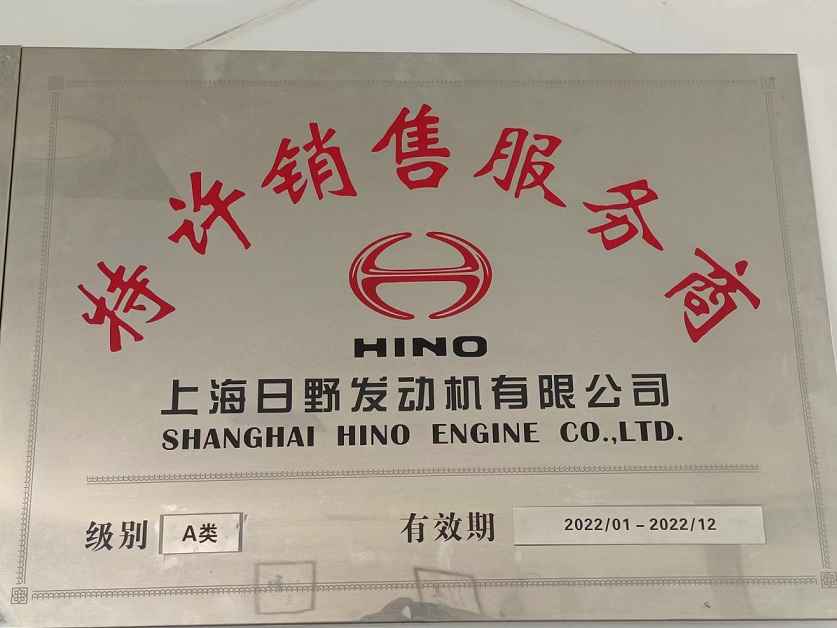 特许销售服务商
HINO
上海日野发动机有限公司
SHANGHAI HINO ENGINE CO.,LTD.
级别 A类 有效期 2022/01-2022/12